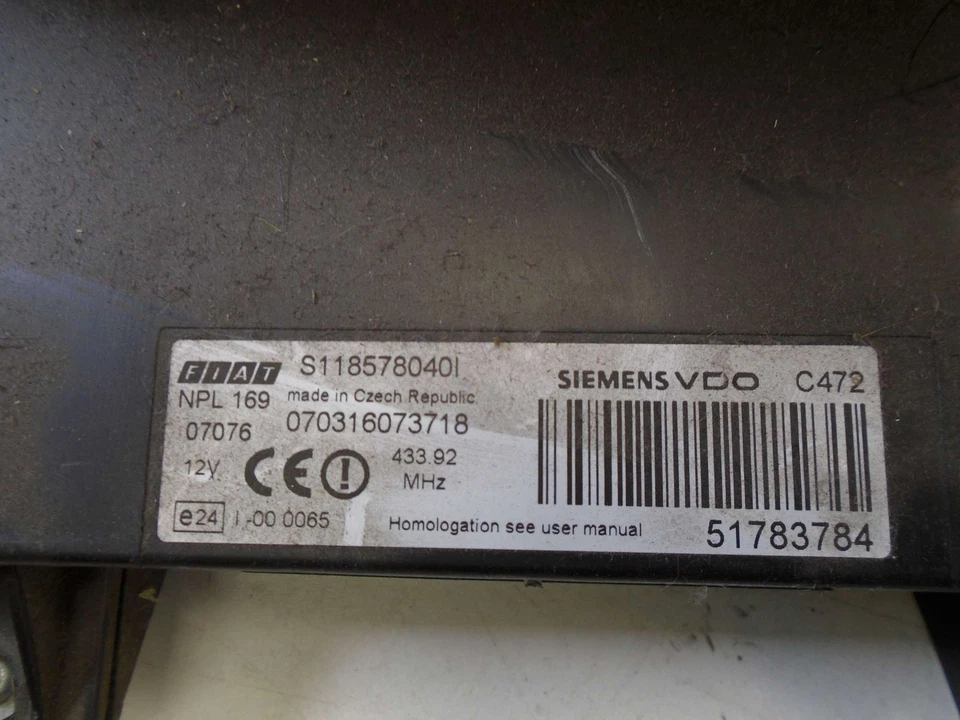 FIAT S118578040I
SIEMENS VDO C472
NPL 169 made in Czech Republic
07076 070316073718
12V CE 433.92
MHz
e24 I -00 0065
Homologation see user manual 51783784